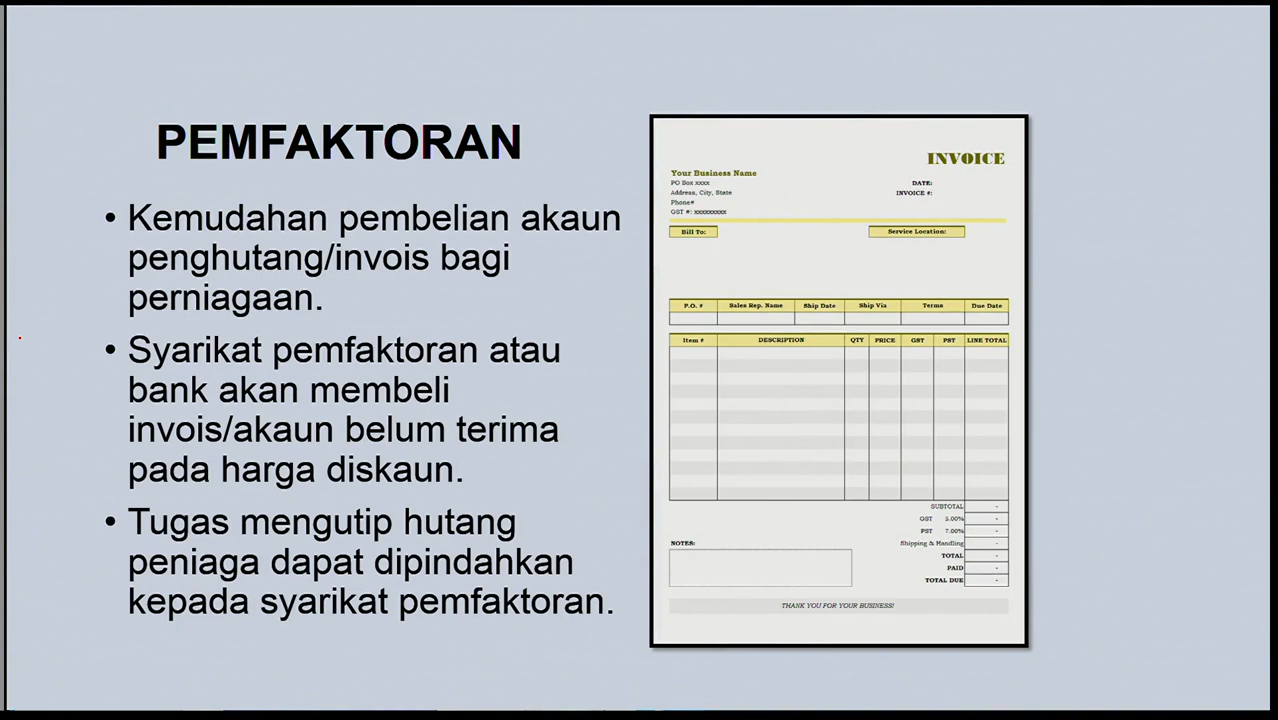 PEMFAKTORAN
• Kemudahan pembelian akaun
penghutang/invois bagi
perniagaan.
• Syarikat pemfaktoran atau
bank akan membeli
invois/akaun belum terima
pada harga diskaun.
• Tugas mengutip hutang
peniaga dapat dipindahkan
kepada syarikat pemfaktoran.
INVOICE
Your Business Name
PO Box xxxx
Address, City, State
Phone#
GST #: xxxxxxxxx
DATE:
INVOICE #:
Bill To:
Service Location:
P.O. # Sales Rep. Name Ship Date Ship Via Terms Due Date
Item # DESCRIPTION QTY PRICE GST PST LINE TOTAL
SUBTOTAL -
GST 5.00% -
PST 7.00% -
Shipping & Handling -
TOTAL -
PAID -
TOTAL DUE -
NOTES:
THANK YOU FOR YOUR BUSINESS!